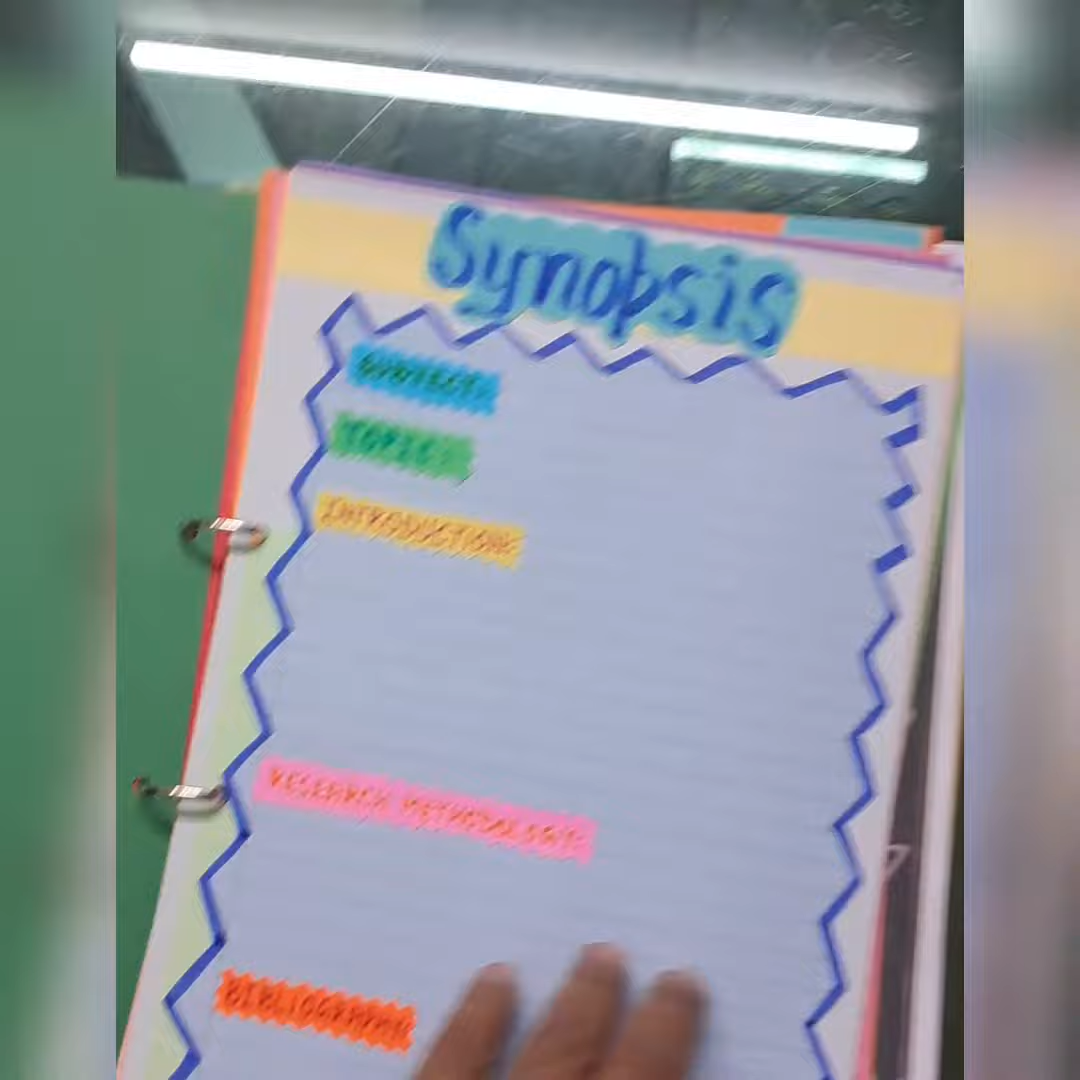 Synopsis
SUBJECT:
TOPIC:
INTRODUCTION:
RESEARCH METHODOLOGY:
BIBLIOGRAPHY